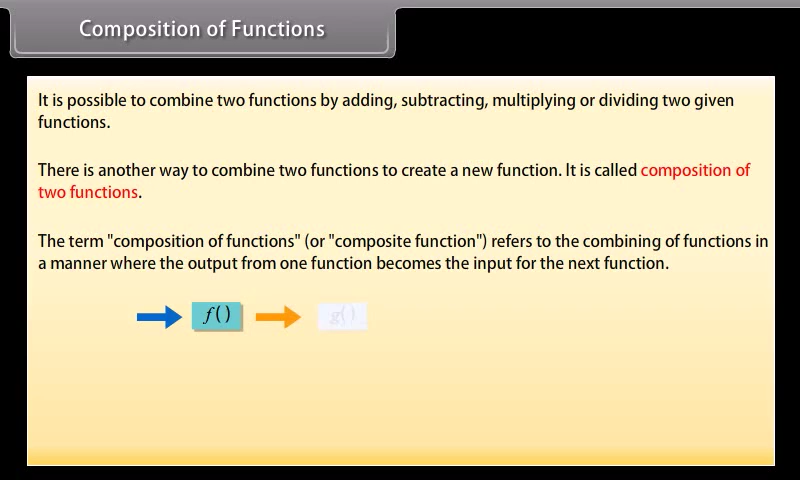 Composition of Functions
It is possible to combine two functions by adding, subtracting, multiplying or dividing two given
functions.
There is another way to combine two functions to create a new function. It is called composition of
two functions.
The term "composition of functions" (or "composite function") refers to the combining of functions in
a manner where the output from one function becomes the input for the next function.
f() g()